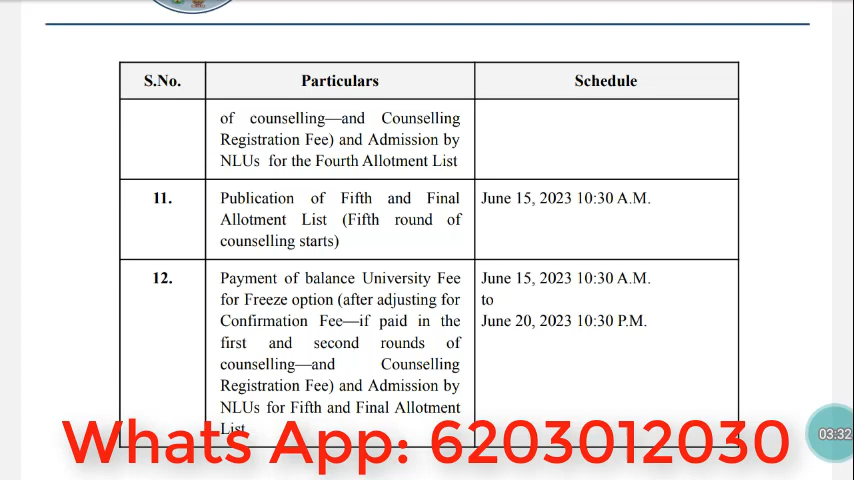 S.No. Particulars Schedule
of counselling—and Counselling
Registration Fee) and Admission by
NLUs for the Fourth Allotment List
11. Publication of Fifth and Final June 15, 2023 10:30 A.M.
Allotment List (Fifth round of
counselling starts)
12. Payment of balance University Fee June 15, 2023 10:30 A.M.
for Freeze option (after adjusting for to
Confirmation Fee—if paid in the June 20, 2023 10:30 P.M.
first and second rounds of
counselling—and Counselling
Registration Fee) and Admission by
NLUs for Fifth and Final Allotment
List
Whats App: 6203012030
03:32